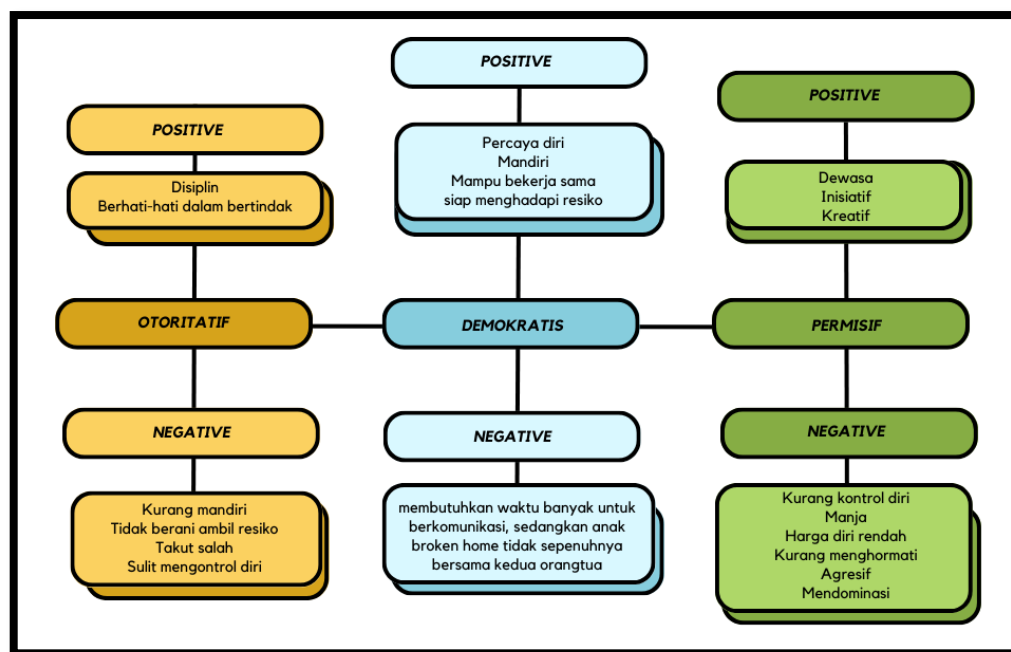 POSITIVE
Disiplin
Berhati-hati dalam bertindak
OTORITATIF
NEGATIVE
Kurang mandiri
Tidak berani ambil resiko
Takut salah
Sulit mengontrol diri
POSITIVE
Percaya diri
Mandiri
Mampu bekerja sama
siap menghadapi resiko
DEMOKRATIS
NEGATIVE
membutuhkan waktu banyak untuk
berkomunikasi, sedangkan anak
broken home tidak sepenuhnya
bersama kedua orangtua
POSITIVE
Dewasa
Inisiatif
Kreatif
PERMISIF
NEGATIVE
Kurang kontrol diri
Manja
Harga diri rendah
Kurang menghormati
Agresif
Mendominasi